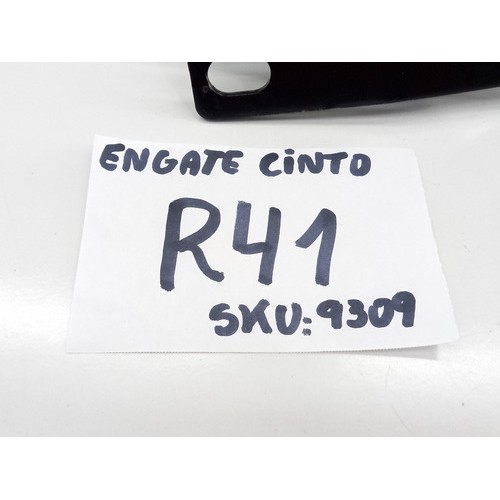 ENGATE CiNTO
R41
SKU: 9309